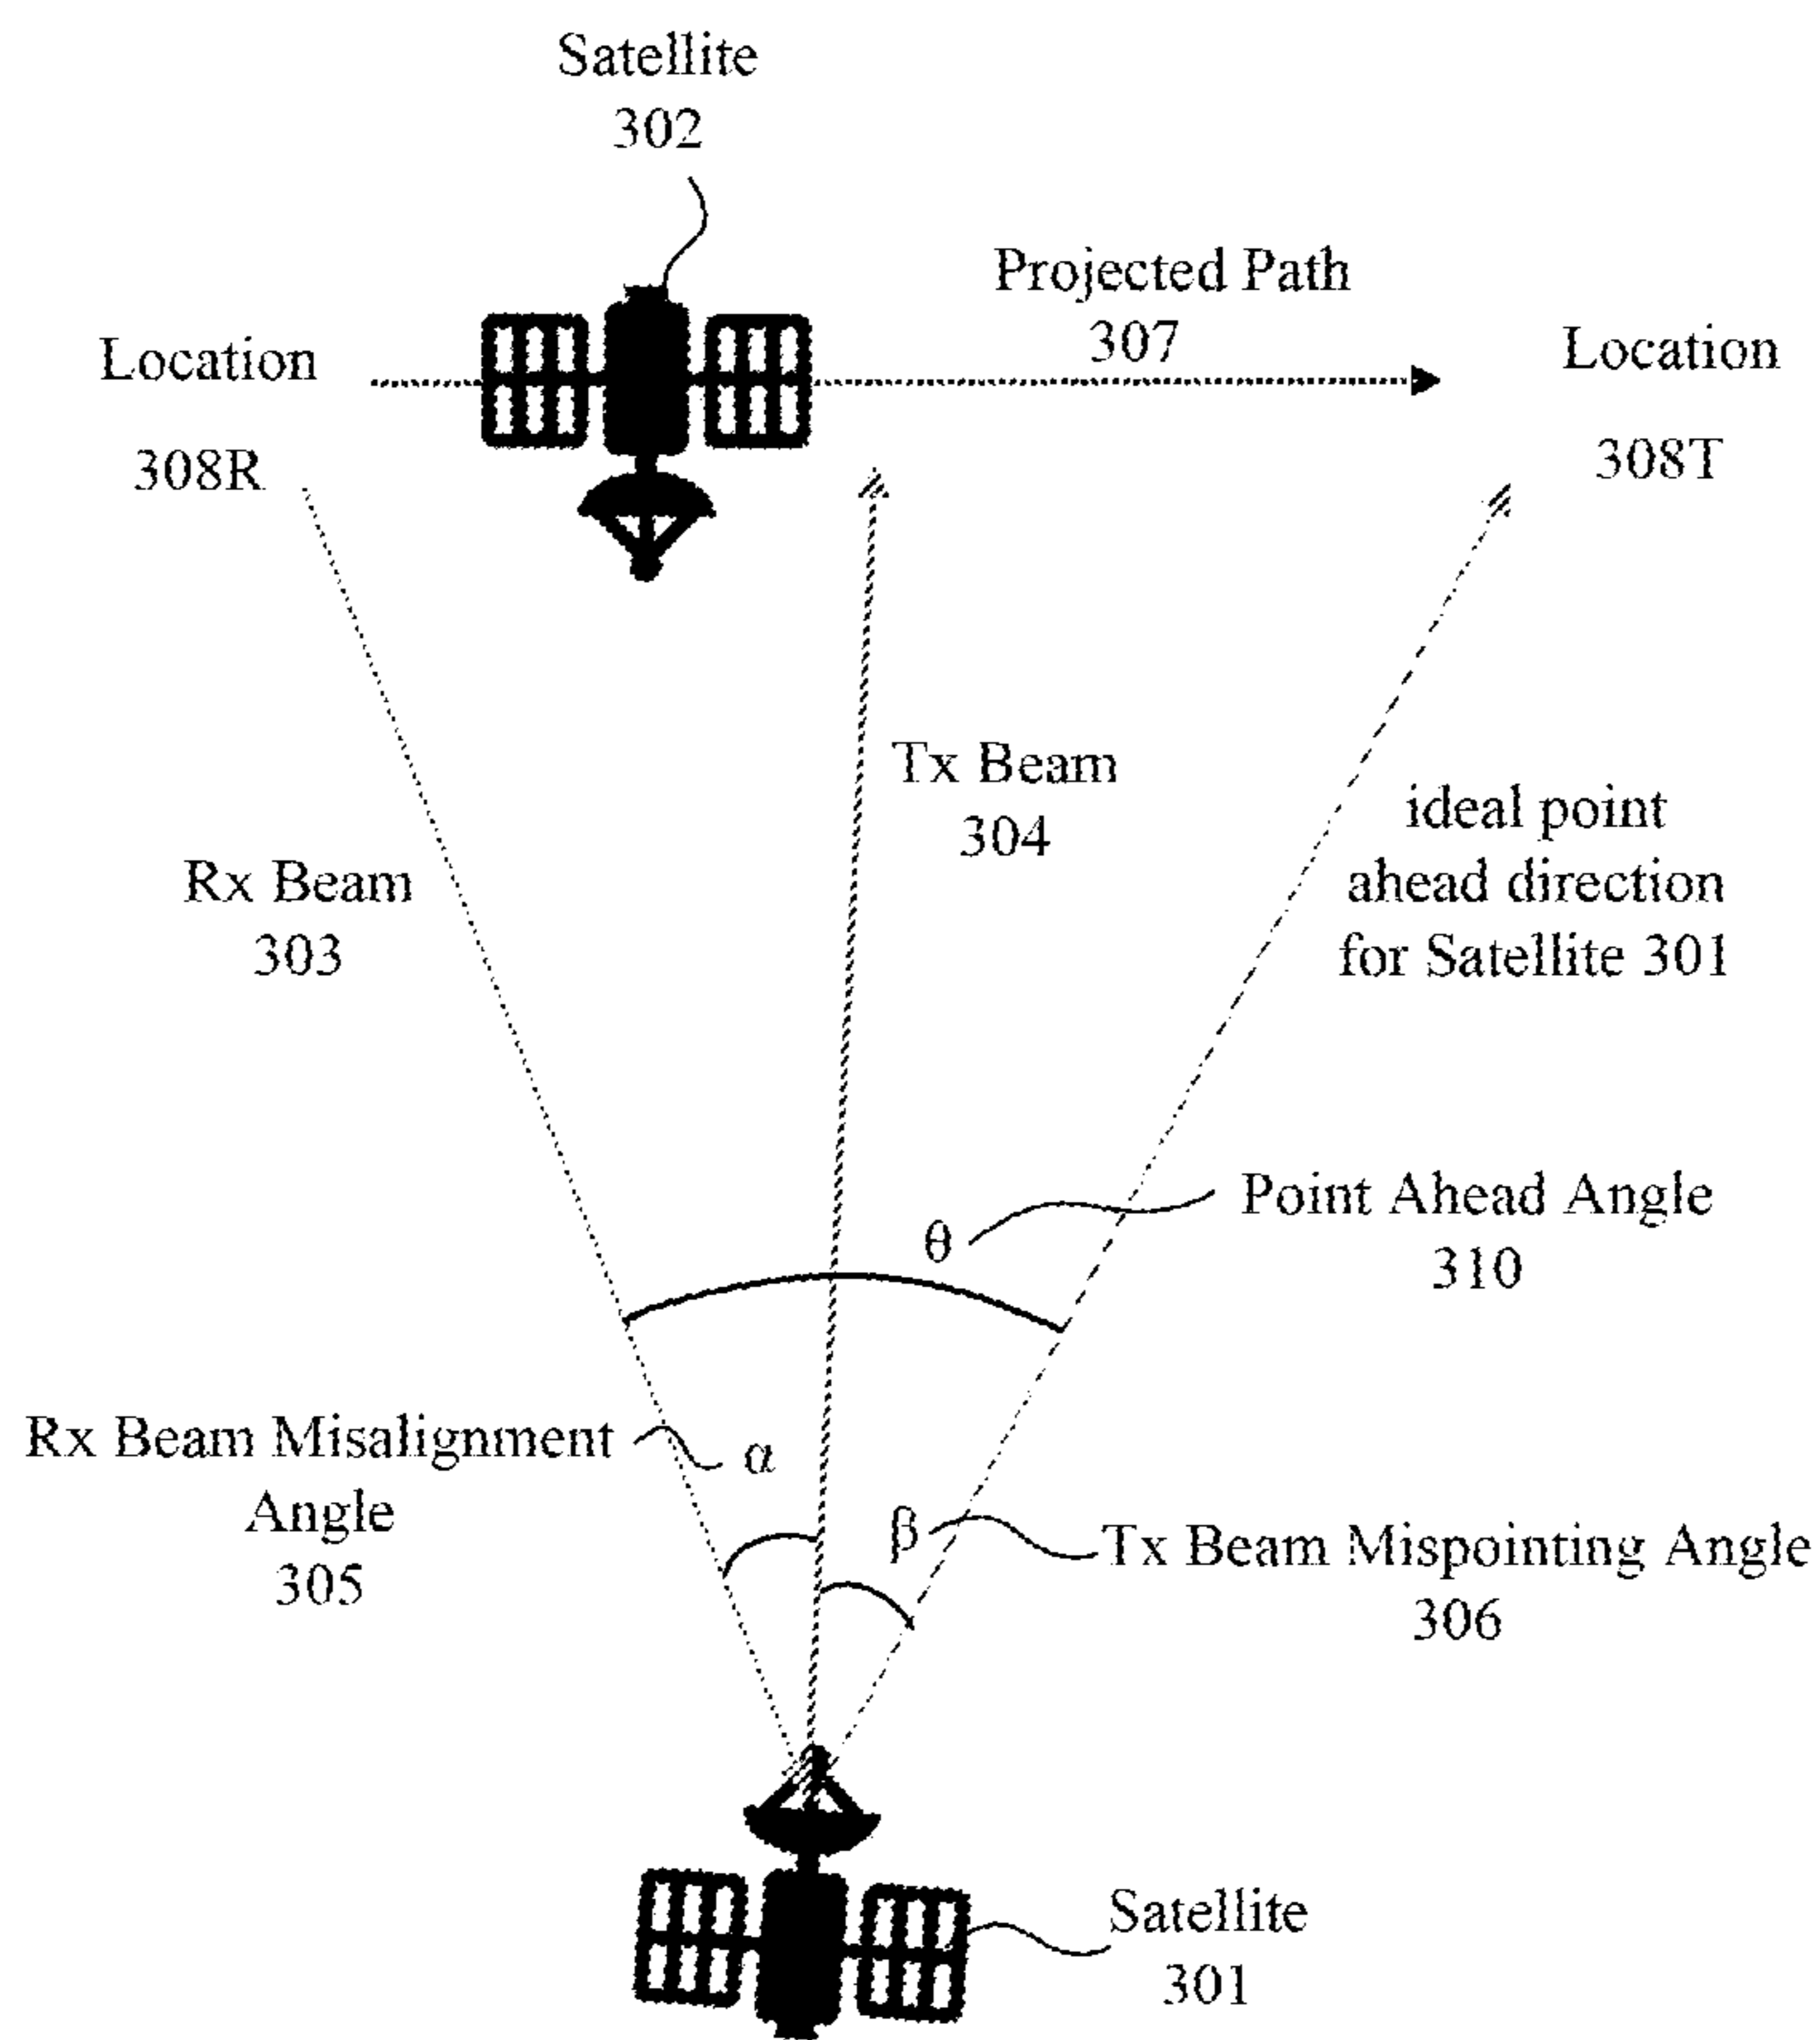 Satellite
302
Projected Path
307
Location
308R
Location
308T
Tx Beam
304
ideal point
ahead direction
for Satellite 301
Rx Beam
303
Point Ahead Angle
310
θ
Rx Beam Misalignment
Angle
305
α
β
Tx Beam Mispointing Angle
306
Satellite
301